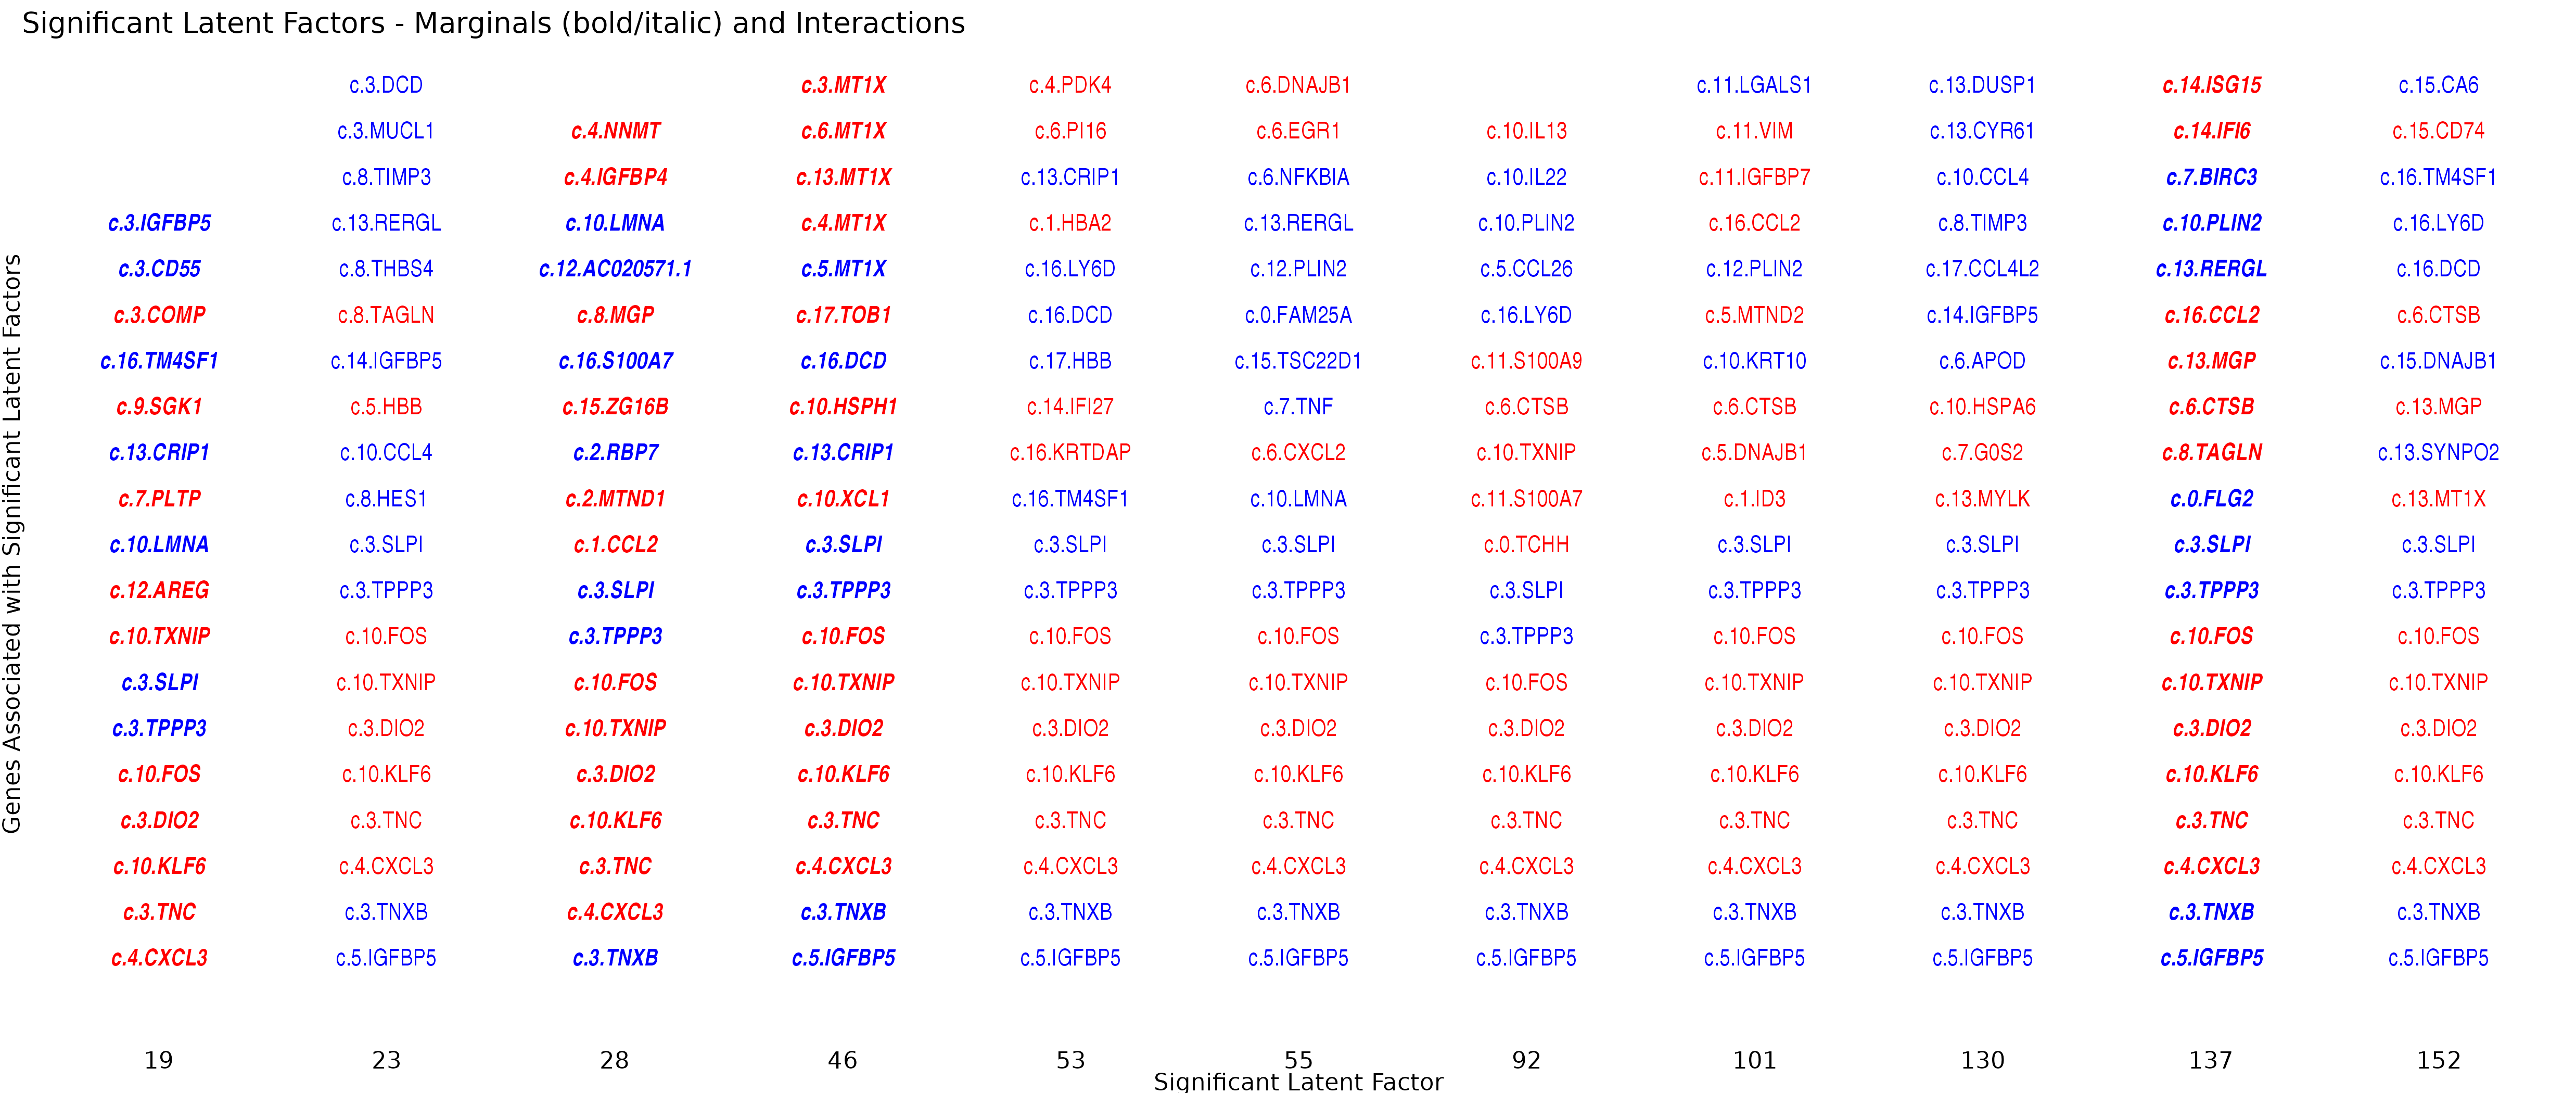 Significant Latent Factors - Marginals (bold/italic) and Interactions
c.3.DCD c.3.MT1X c.4.PDK4 c.6.DNAJB1 c.11.LGALS1 c.13.DUSP1 c.14.ISG15 c.15.CA6
c.3.MUCL1 c.4.NNMT c.6.MT1X c.6.PI16 c.6.EGR1 c.10.IL13 c.11.VIM c.13.CYR61 c.14.IFI6 c.15.CD74
c.8.TIMP3 c.4.IGFBP4 c.13.MT1X c.13.CRIP1 c.6.NFKBIA c.10.IL22 c.11.IGFBP7 c.10.CCL4 c.7.BIRC3 c.16.TM4SF1
c.3.IGFBP5 c.13.RERGL c.10.LMNA c.4.MT1X c.1.HBA2 c.13.RERGL c.10.PLIN2 c.16.CCL2 c.8.TIMP3 c.10.PLIN2 c.16.LY6D
c.3.CD55 c.8.THBS4 c.12.AC020571.1 c.5.MT1X c.16.LY6D c.12.PLIN2 c.5.CCL26 c.12.PLIN2 c.17.CCL4L2 c.13.RERGL c.16.DCD
c.3.COMP c.8.TAGLN c.8.MGP c.17.TOB1 c.16.DCD c.0.FAM25A c.16.LY6D c.5.MTND2 c.14.IGFBP5 c.16.CCL2 c.6.CTSB
c.16.TM4SF1 c.14.IGFBP5 c.16.S100A7 c.16.DCD c.17.HBB c.15.TSC22D1 c.11.S100A9 c.10.KRT10 c.6.APOD c.13.MGP c.15.DNAJB1
c.9.SGK1 c.5.HBB c.15.ZG16B c.10.HSPH1 c.14.IFI27 c.7.TNF c.6.CTSB c.6.CTSB c.10.HSPA6 c.6.CTSB c.13.MGP
c.13.CRIP1 c.10.CCL4 c.2.RBP7 c.13.CRIP1 c.16.KRTDAP c.6.CXCL2 c.10.TXNIP c.5.DNAJB1 c.7.G0S2 c.8.TAGLN c.13.SYNPO2
c.7.PLTP c.8.HES1 c.2.MTND1 c.10.XCL1 c.16.TM4SF1 c.10.LMNA c.11.S100A7 c.1.ID3 c.13.MYLK c.0.FLG2 c.13.MT1X
c.10.LMNA c.3.SLPI c.1.CCL2 c.3.SLPI c.3.SLPI c.3.SLPI c.0.TCHH c.3.SLPI c.3.SLPI c.3.SLPI c.3.SLPI
c.12.AREG c.3.TPPP3 c.3.SLPI c.3.TPPP3 c.3.TPPP3 c.3.TPPP3 c.3.SLPI c.3.TPPP3 c.3.TPPP3 c.3.TPPP3 c.3.TPPP3
c.10.TXNIP c.10.FOS c.3.TPPP3 c.10.FOS c.10.FOS c.10.FOS c.3.TPPP3 c.10.FOS c.10.FOS c.10.FOS c.10.FOS
c.3.SLPI c.10.TXNIP c.10.FOS c.10.TXNIP c.10.TXNIP c.10.TXNIP c.10.FOS c.10.TXNIP c.10.TXNIP c.10.TXNIP c.10.TXNIP
c.3.TPPP3 c.3.DIO2 c.10.TXNIP c.3.DIO2 c.3.DIO2 c.3.DIO2 c.3.DIO2 c.3.DIO2 c.3.DIO2 c.3.DIO2 c.3.DIO2
c.10.FOS c.10.KLF6 c.3.DIO2 c.10.KLF6 c.10.KLF6 c.10.KLF6 c.10.KLF6 c.10.KLF6 c.10.KLF6 c.10.KLF6 c.10.KLF6
c.3.DIO2 c.3.TNC c.10.KLF6 c.3.TNC c.3.TNC c.3.TNC c.3.TNC c.3.TNC c.3.TNC c.3.TNC c.3.TNC
c.10.KLF6 c.4.CXCL3 c.3.TNC c.4.CXCL3 c.4.CXCL3 c.4.CXCL3 c.4.CXCL3 c.4.CXCL3 c.4.CXCL3 c.4.CXCL3 c.4.CXCL3
c.3.TNC c.3.TNXB c.4.CXCL3 c.3.TNXB c.3.TNXB c.3.TNXB c.3.TNXB c.3.TNXB c.3.TNXB c.3.TNXB c.3.TNXB
c.4.CXCL3 c.5.IGFBP5 c.3.TNXB c.5.IGFBP5 c.5.IGFBP5 c.5.IGFBP5 c.5.IGFBP5 c.5.IGFBP5 c.5.IGFBP5 c.5.IGFBP5 c.5.IGFBP5
19 23 28 46 53 55 92 101 130 137 152
Significant Latent Factor
Genes Associated with Significant Latent Factors